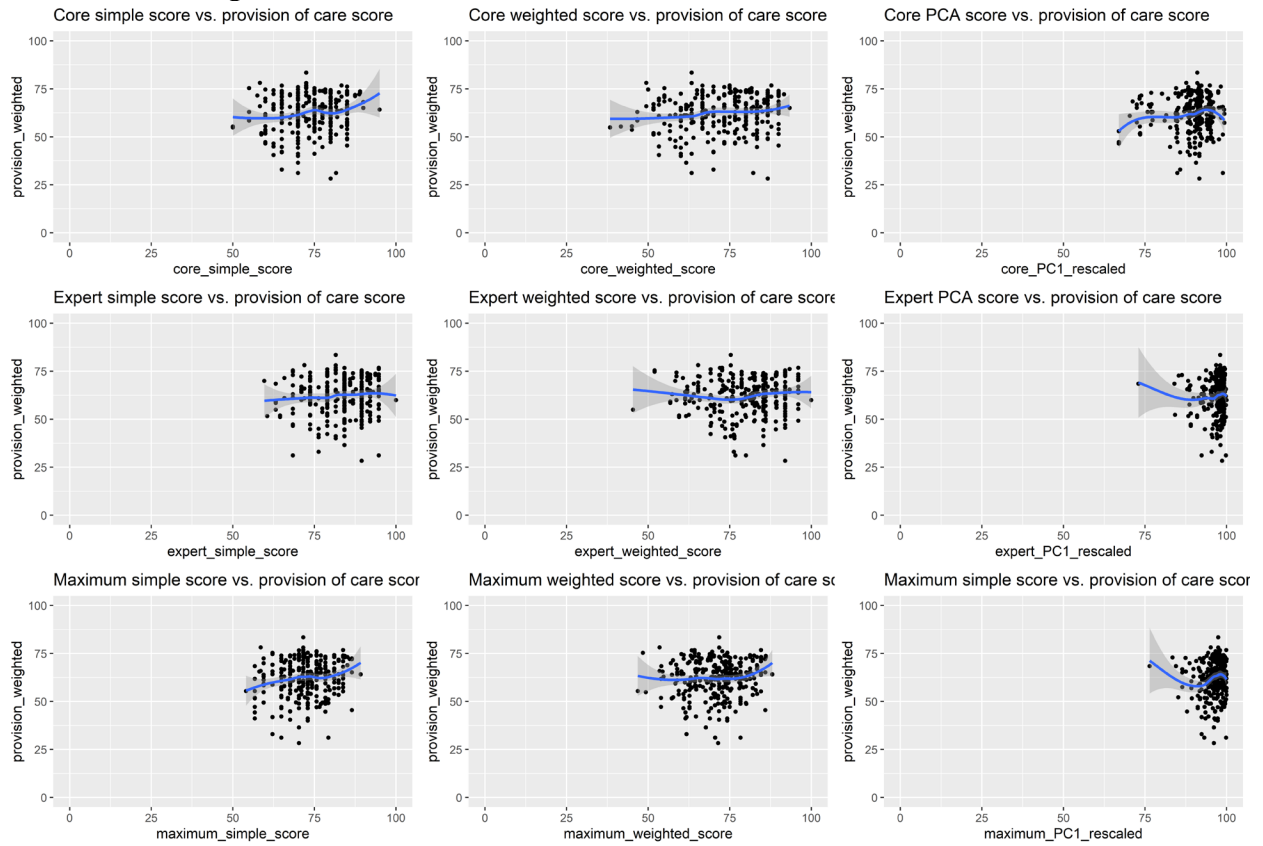 Core simple score vs. provision of care score
100
75
50
25
0
provision_weighted
0 25 50 75 100
core_simple_score
Core weighted score vs. provision of care score
100
75
50
25
0
provision_weighted
0 25 50 75 100
core_weighted_score
Core PCA score vs. provision of care score
100
75
50
25
0
provision_weighted
0 25 50 75 100
core_PC1_rescaled
Expert simple score vs. provision of care score
100
75
50
25
0
provision_weighted
0 25 50 75 100
expert_simple_score
Expert weighted score vs. provision of care score
100
75
50
25
0
provision_weighted
0 25 50 75 100
expert_weighted_score
Expert PCA score vs. provision of care score
100
75
50
25
0
provision_weighted
0 25 50 75 100
expert_PC1_rescaled
Maximum simple score vs. provision of care scor
100
75
50
25
0
provision_weighted
0 25 50 75 100
maximum_simple_score
Maximum weighted score vs. provision of care sc
100
75
50
25
0
provision_weighted
0 25 50 75 100
maximum_weighted_score
Maximum simple score vs. provision of care scor
100
75
50
25
0
provision_weighted
0 25 50 75 100
maximum_PC1_rescaled